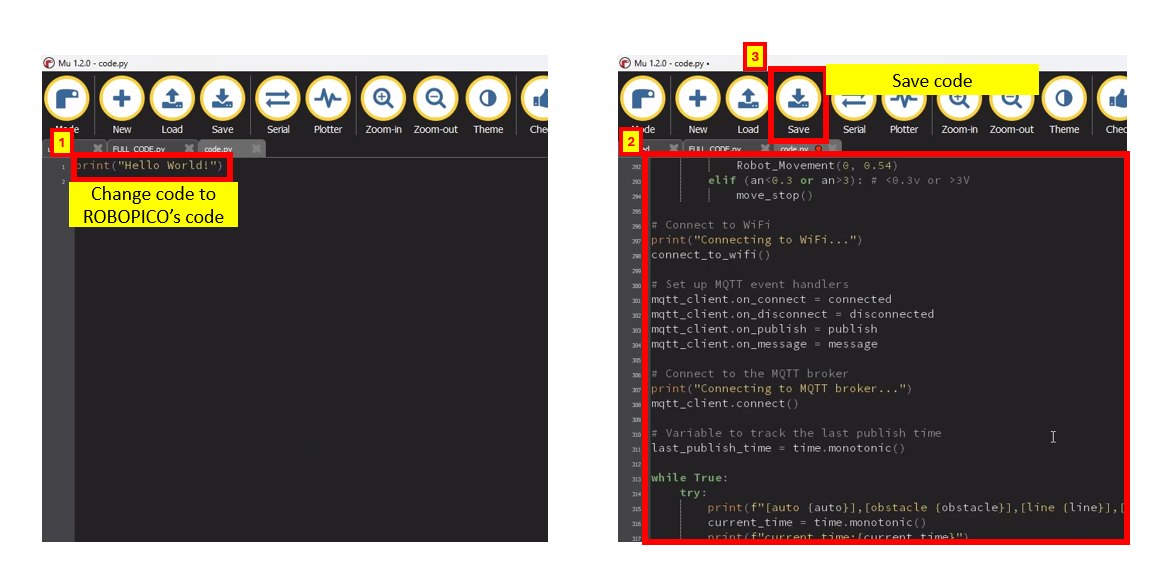 Mu 1.2.0 - code.py
Mode New Load Save Serial Plotter Zoom-in Zoom-out Theme
1
FULL_CODE.py code.py
1 print("Hello World!")
2
Change code to
ROBOPICO's code
Mu 1.2.0 - code.py •
3
Save code
Mode New Load Save Serial Plotter Zoom-in Zoom-out Theme
2
FULL_CODE.py code.py
292 Robot_Movement(0, 0.54)
293 elif (an<0.3 or an>3): # <0.3v or >3V
294 move_stop()
295
296 # Connect to WiFi
297 print("Connecting to WiFi...")
298 connect_to_wifi()
299
300 # Set up MQTT event handlers
301 mqtt_client.on_connect = connected
302 mqtt_client.on_disconnect = disconnected
303 mqtt_client.on_publish = publish
304 mqtt_client.on_message = message
305
306 # Connect to the MQTT broker
307 print("Connecting to MQTT broker...")
308 mqtt_client.connect()
309
310 # Variable to track the last publish time
311 last_publish_time = time.monotonic()
312
313 while True:
314 try:
315 print(f"[auto {auto}],[obstacle {obstacle}],[line {line}],[
316 current_time = time.monotonic()
317 print(f"current_time:{current_time}")